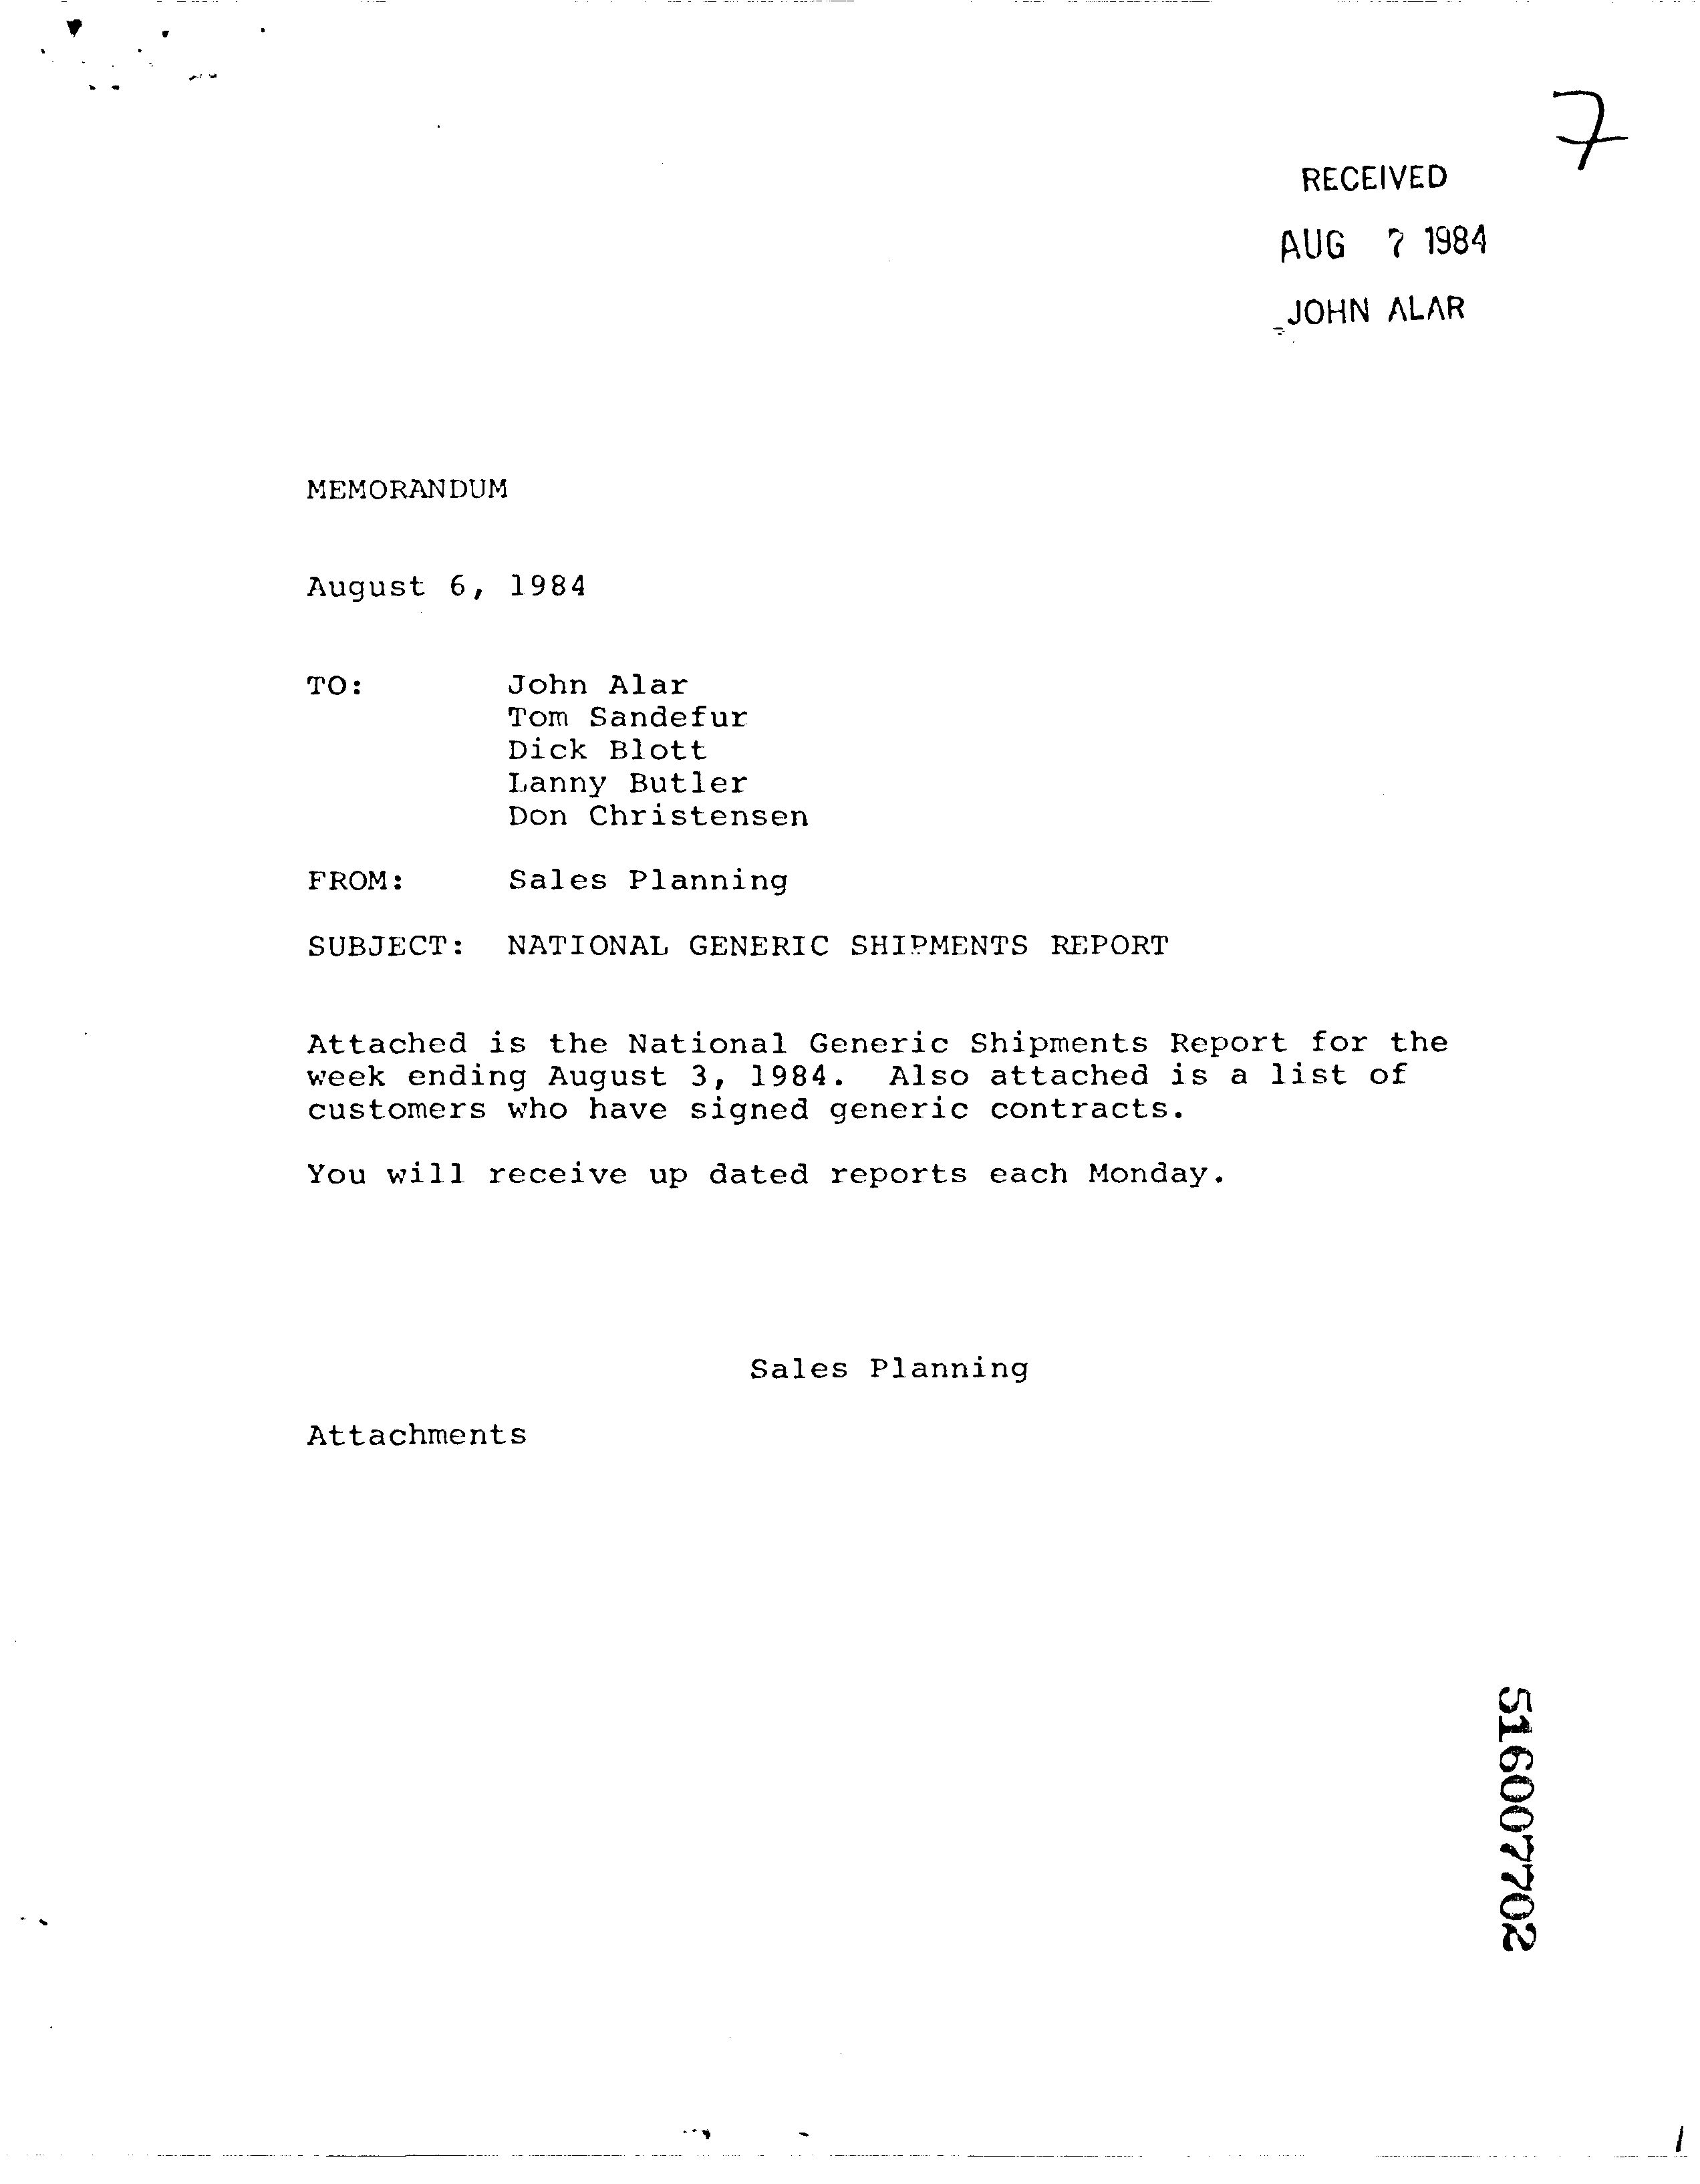 7
RECEIVED
AUG 7 1984
JOHN ALAR
MEMORANDUM
August 6, 1984
TO: John Alar
Tom Sandefur
Dick Blott
Lanny Butler
Don Christensen
FROM: Sales Planning
SUBJECT: NATIONAL GENERIC SHIPMENTS REPORT
Attached is the National Generic Shipments Report for the
week ending August 3, 1984. Also attached is a list of
customers who have signed generic contracts.
You will receive up dated reports each Monday.
Sales Planning
Attachments
516007702